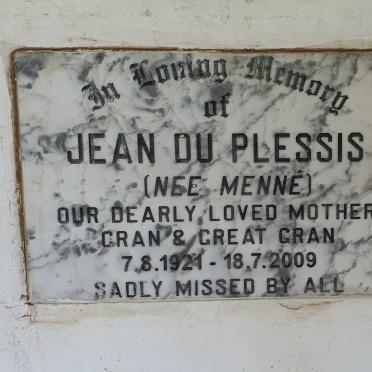 In Loving Memory
of
JEAN DU PLESSIS
(NEE MENNÉ)
OUR DEARLY LOVED MOTHER
GRAN & GREAT GRAN
7.8.1921 - 18.7.2009
SADLY MISSED BY ALL